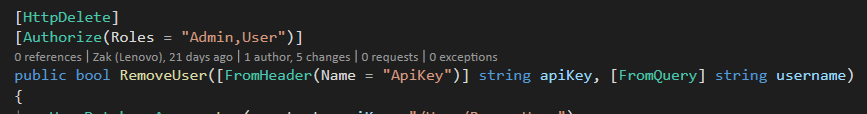 [HttpDelete]
[Authorize(Roles = "Admin,User")]
0 references | Zak (Lenovo), 21 days ago | 1 author, 5 changes | 0 requests | 0 exceptions
public bool RemoveUser([FromHeader(Name = "ApiKey")] string apiKey, [FromQuery] string username)
{